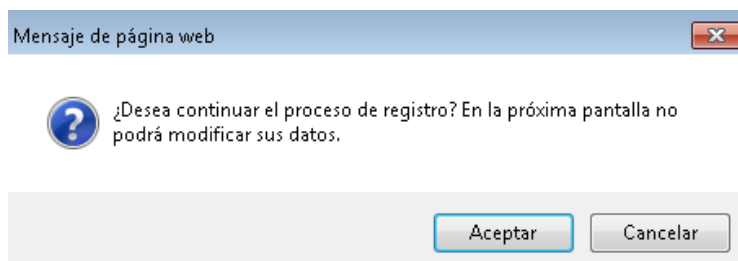 Mensaje de página web
¿Desea continuar el proceso de registro? En la próxima pantalla no
podrá modificar sus datos.
Aceptar Cancelar